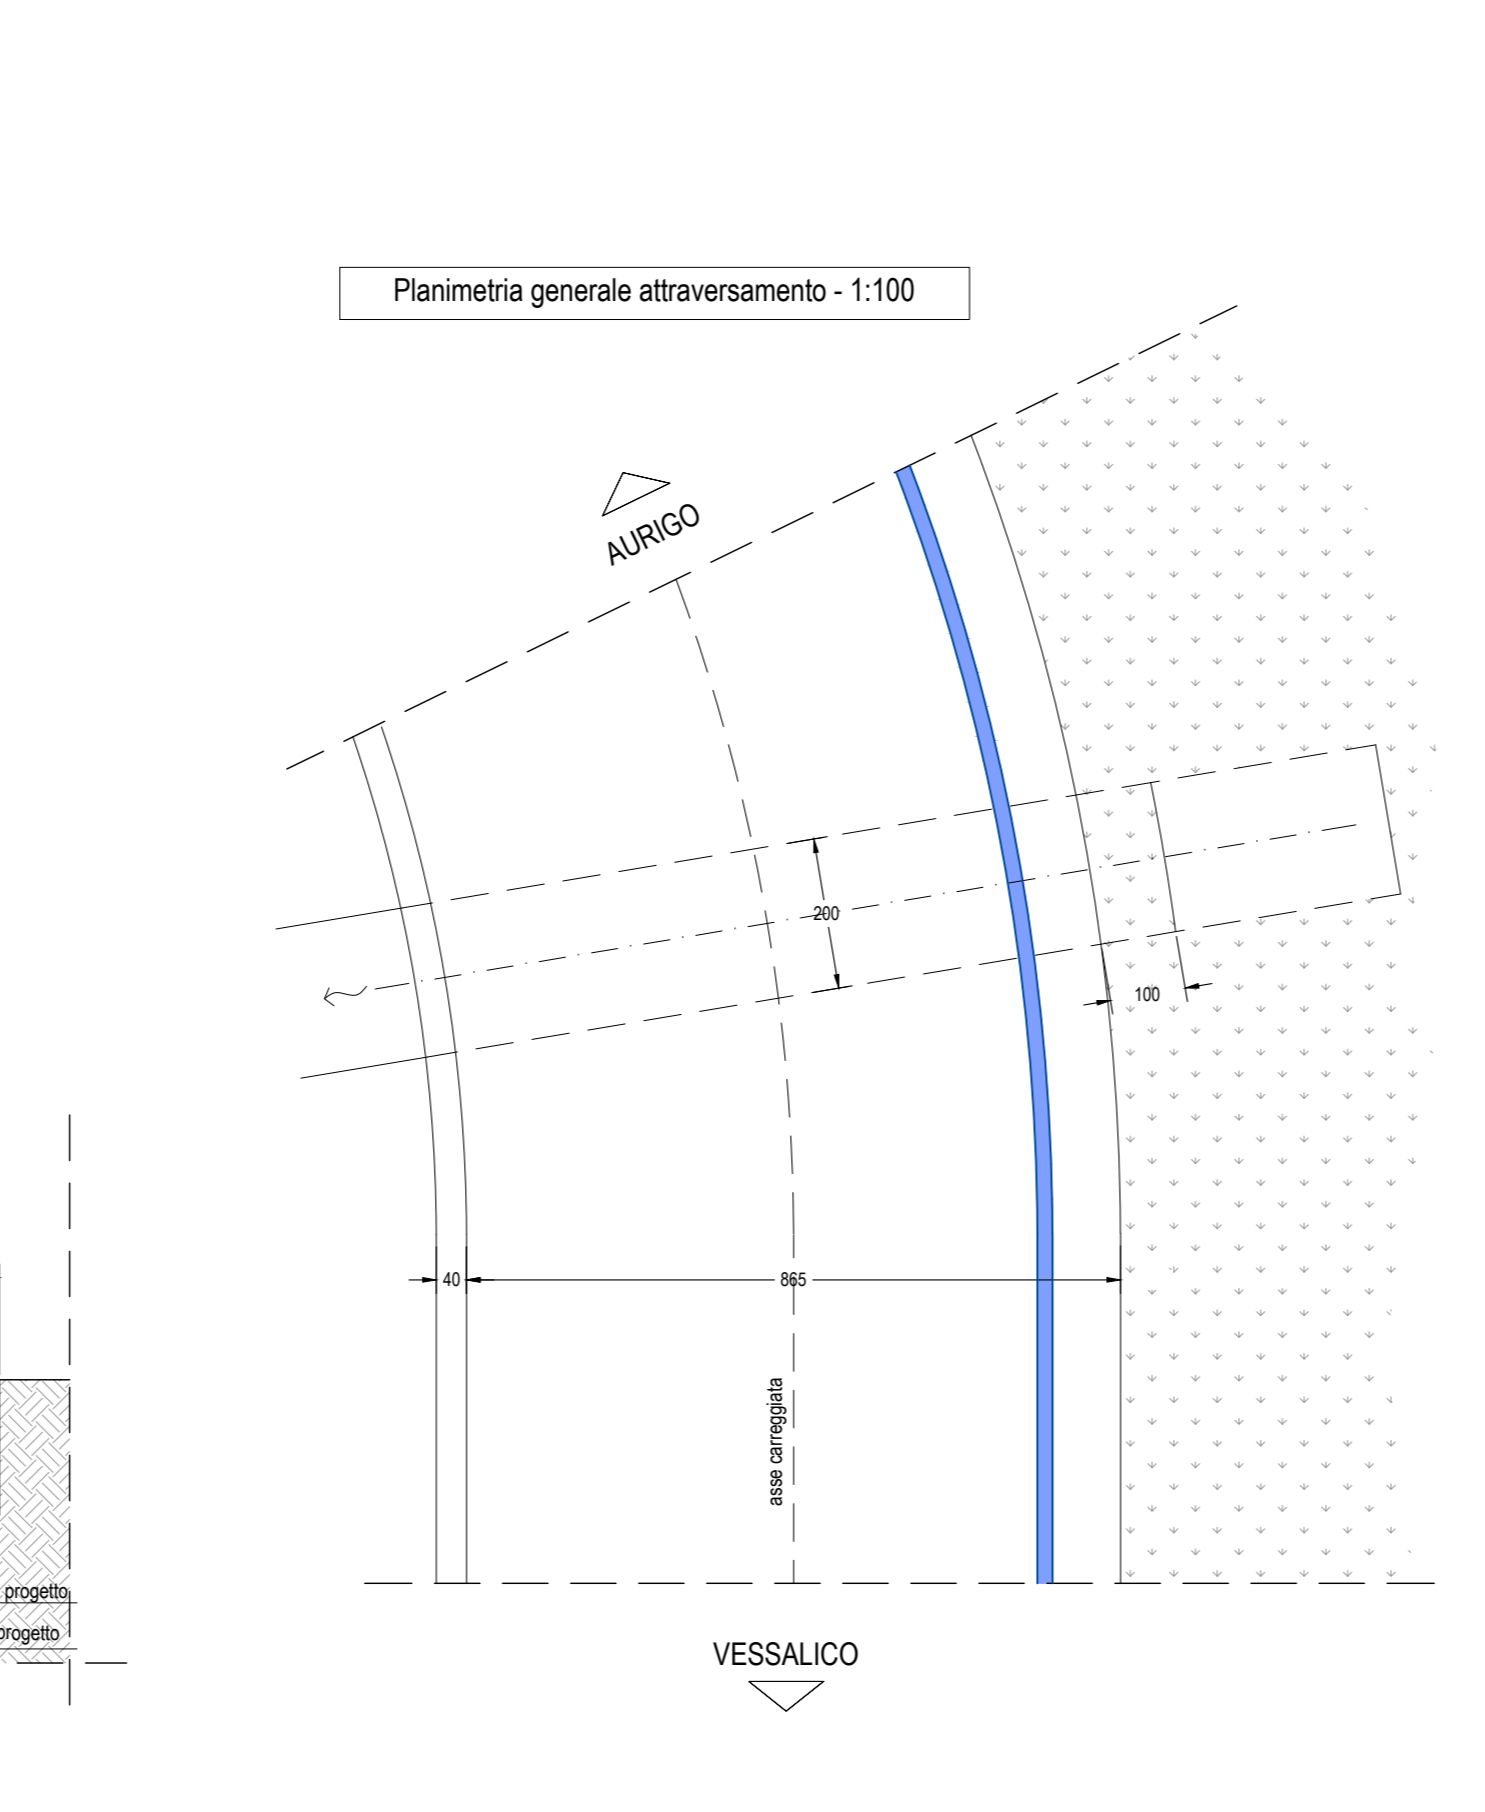 Planimetria generale attraversamento - 1:100
AURIGO
200
100
40
865
asse carreggiata
progetto
progetto
VESSALICO